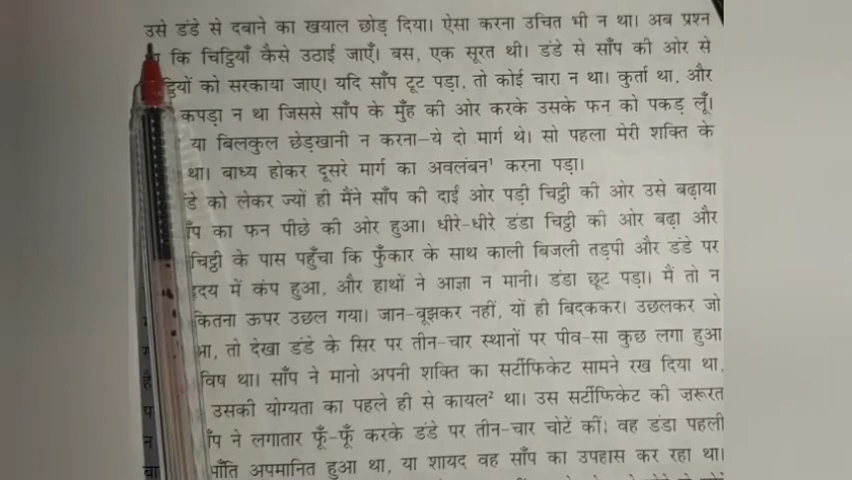 उसे डंडे से दबाने का खयाल छोड़ दिया। ऐसा करना उचित भी न था। अब प्रश्न
कि चिट्ठियाँ कैसे उठाई जाएँ। बस, एक सूरत थी। डंडे से साँप की ओर से
को सरकाया जाए। यदि साँप टूट पड़ा, तो कोई चारा न था। कुर्ता था, और
कपड़ा न था जिससे साँप के मुँह की ओर करके उसके फन को पकड़ लूँ।
या बिलकुल छेड़खानी न करना–ये दो मार्ग थे। सो पहला मेरी शक्ति के
था। बाध्य होकर दूसरे मार्ग का अवलंबन¹ करना पड़ा।
को लेकर ज्यों ही मैंने साँप की दाईं ओर पड़ी चिट्ठी की ओर उसे बढ़ाया
का फन पीछे की ओर हुआ। धीरे-धीरे डंडा चिट्ठी की ओर बढ़ा और
चिट्ठी के पास पहुँचा कि फुँकार के साथ काली बिजली तड़पी और डंडे पर
में कंप हुआ, और हाथों ने आज्ञा न मानी। डंडा छूट पड़ा। मैं तो न
कितना ऊपर उछल गया। जान-बूझकर नहीं, यों ही बिदककर। उछलकर जो
तो देखा डंडे के सिर पर तीन-चार स्थानों पर पीव-सा कुछ लगा हुआ
विष था। साँप ने मानो अपनी शक्ति का सर्टीफिकेट सामने रख दिया था,
उसकी योग्यता का पहले ही से कायल² था। उस सर्टीफिकेट की ज़रूरत
ने लगातार फूँ-फूँ करके डंडे पर तीन-चार चोटें कीं; वह डंडा पहली
भाँति अपमानित हुआ था, या शायद वह साँप का उपहास कर रहा था।